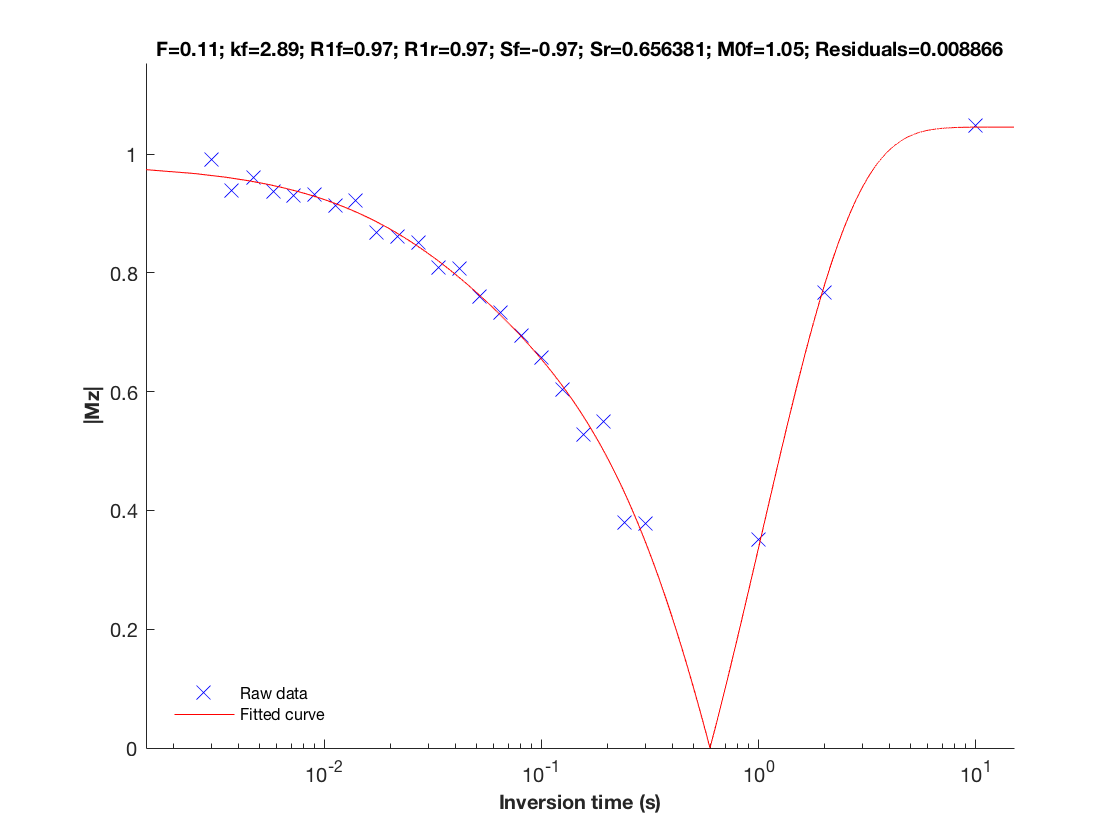 F=0.11; kf=2.89; R1f=0.97; R1r=0.97; Sf=-0.97; Sr=0.656381; M0f=1.05; Residuals=0.008866
1
0.8
0.6
0.4
0.2
0
|Mz|
Raw data
Fitted curve
10^-2
10^-1
10^0
10^1
Inversion time (s)